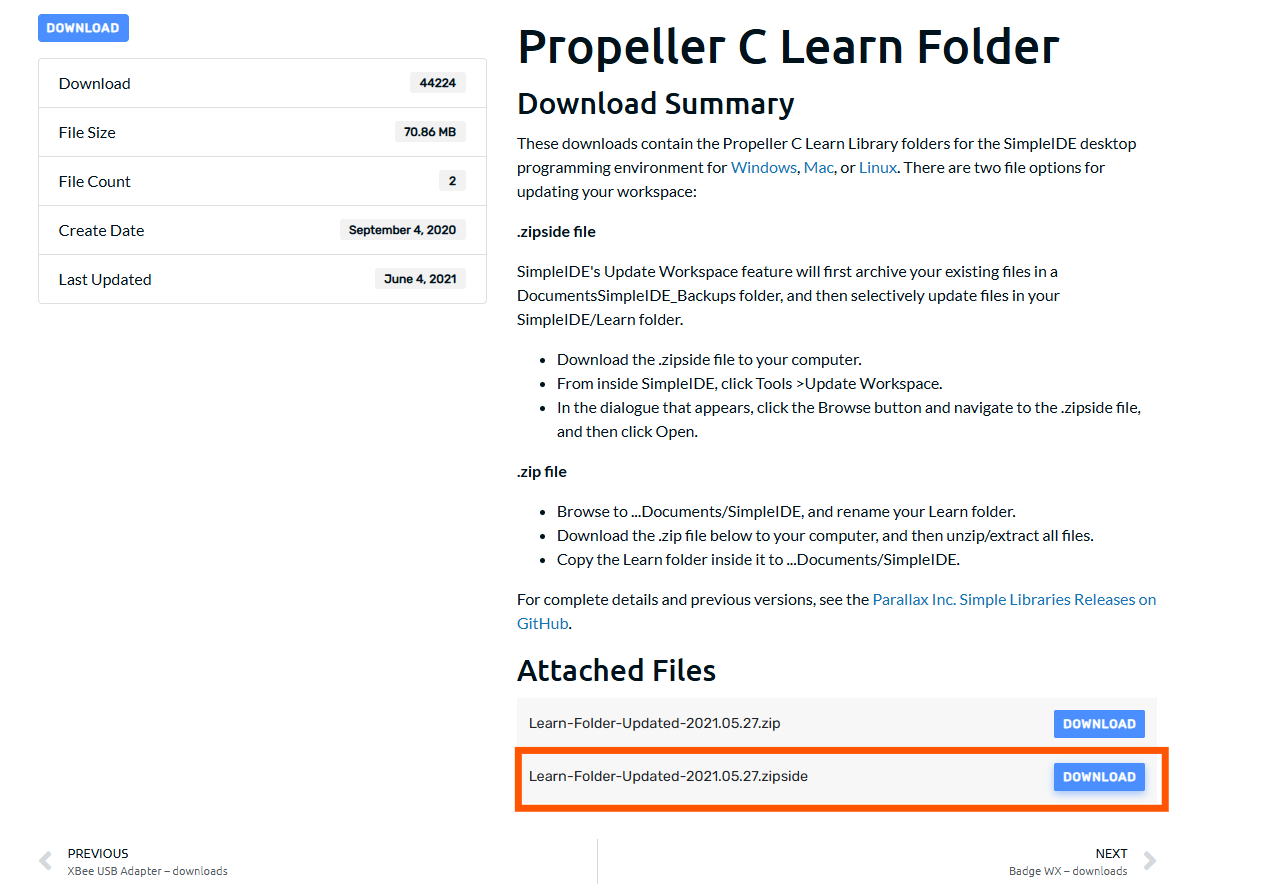 DOWNLOAD
Download 44224
File Size 70.86 MB
File Count 2
Create Date September 4, 2020
Last Updated June 4, 2021
Propeller C Learn Folder
Download Summary
These downloads contain the Propeller C Learn Library folders for the SimpleIDE desktop
programming environment for Windows, Mac, or Linux. There are two file options for
updating your workspace:
.zipside file
SimpleIDE's Update Workspace feature will first archive your existing files in a
DocumentsSimpleIDE_Backups folder, and then selectively update files in your
SimpleIDE/Learn folder.
• Download the .zipside file to your computer.
• From inside SimpleIDE, click Tools >Update Workspace.
• In the dialogue that appears, click the Browse button and navigate to the .zipside file,
and then click Open.
.zip file
• Browse to ...Documents/SimpleIDE, and rename your Learn folder.
• Download the .zip file below to your computer, and then unzip/extract all files.
• Copy the Learn folder inside it to ...Documents/SimpleIDE.
For complete details and previous versions, see the Parallax Inc. Simple Libraries Releases on
GitHub.
Attached Files
Learn-Folder-Updated-2021.05.27.zip DOWNLOAD
Learn-Folder-Updated-2021.05.27.zipside DOWNLOAD
PREVIOUS
XBee USB Adapter – downloads
NEXT
Badge WX – downloads